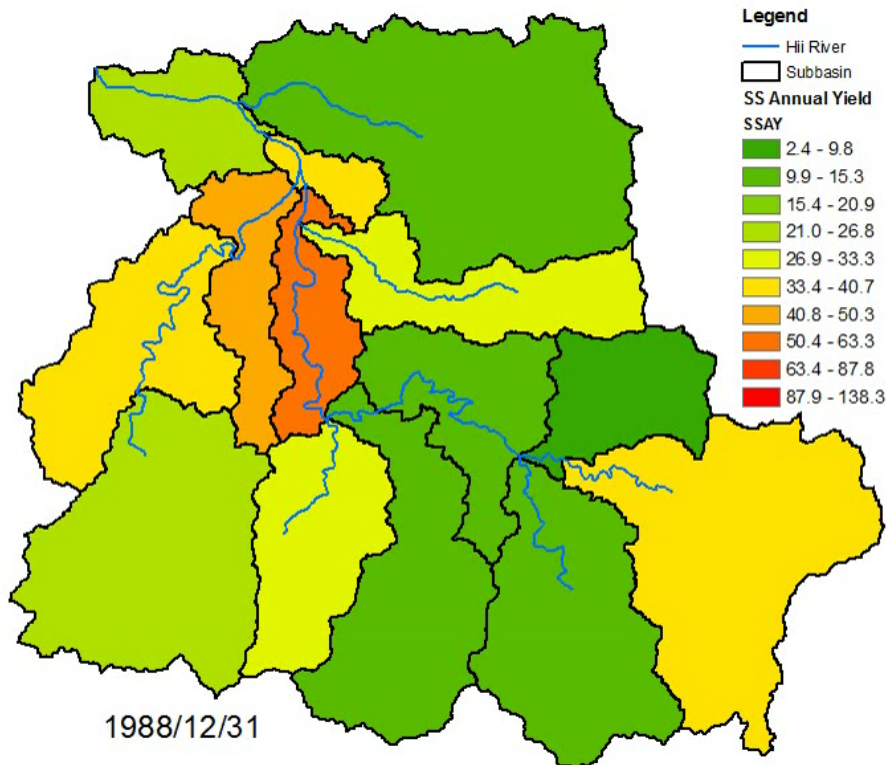 Legend
Hii River
Subbasin
SS Annual Yield
SSAY
2.4 - 9.8
9.9 - 15.3
15.4 - 20.9
21.0 - 26.8
26.9 - 33.3
33.4 - 40.7
40.8 - 50.3
50.4 - 63.3
63.4 - 87.8
87.9 - 138.3
1988/12/31